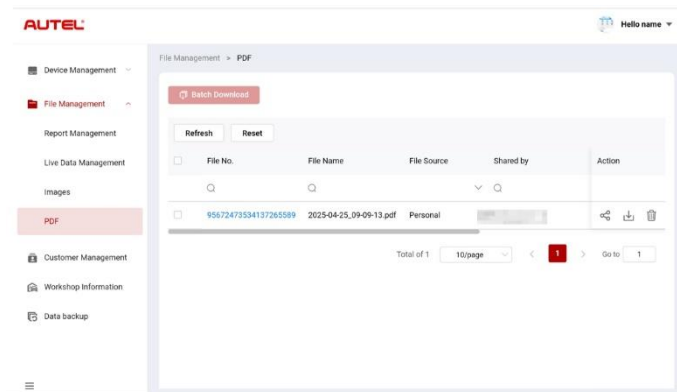 AUTEL
Hello name
Device Management
File Management
Report Management
Live Data Management
Images
PDF
Customer Management
Workshop Information
Data backup
File Management > PDF
Batch Download
Refresh Reset
File No. File Name File Source Shared by Action
95672473534137265589 2025-04-25_09-09-13.pdf Personal
Total of 1 10/page < 1 > Go to 1